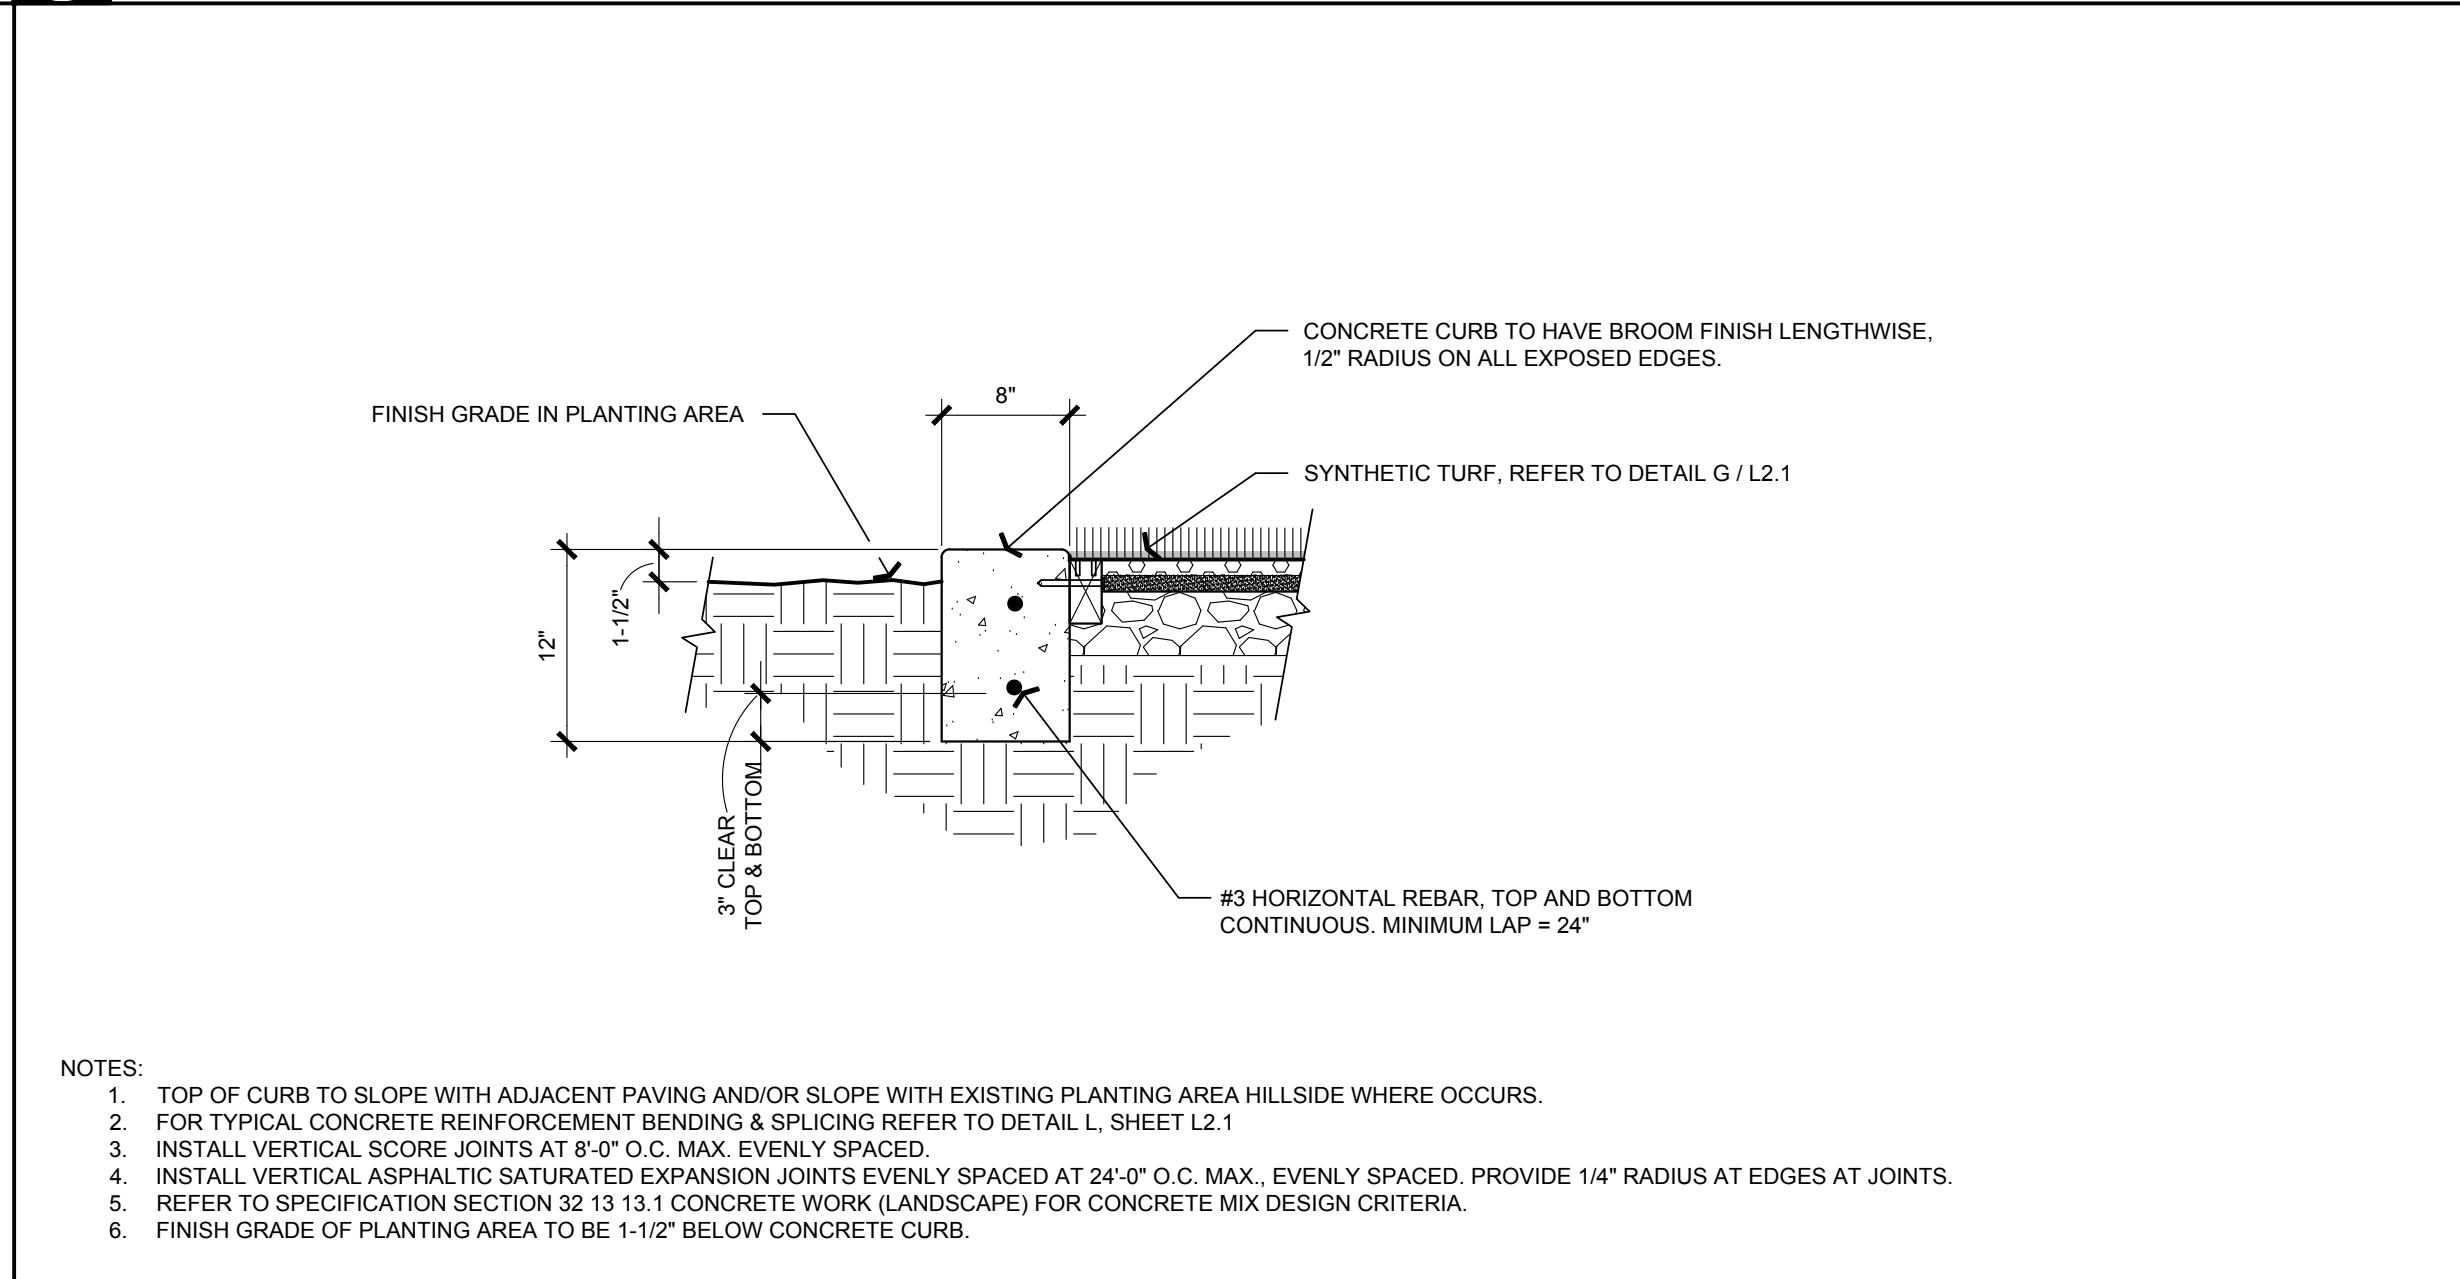 CONCRETE CURB TO HAVE BROOM FINISH LENGTHWISE,
1/2" RADIUS ON ALL EXPOSED EDGES.
8"
FINISH GRADE IN PLANTING AREA
SYNTHETIC TURF, REFER TO DETAIL G / L2.1
1-1/2"
12"
3" CLEAR
TOP & BOTTOM
#3 HORIZONTAL REBAR, TOP AND BOTTOM
CONTINUOUS. MINIMUM LAP = 24"
NOTES:
1. TOP OF CURB TO SLOPE WITH ADJACENT PAVING AND/OR SLOPE WITH EXISTING PLANTING AREA HILLSIDE WHERE OCCURS.
2. FOR TYPICAL CONCRETE REINFORCEMENT BENDING & SPLICING REFER TO DETAIL L, SHEET L2.1
3. INSTALL VERTICAL SCORE JOINTS AT 8'-0" O.C. MAX. EVENLY SPACED.
4. INSTALL VERTICAL ASPHALTIC SATURATED EXPANSION JOINTS EVENLY SPACED AT 24'-0" O.C. MAX., EVENLY SPACED. PROVIDE 1/4" RADIUS AT EDGES AT JOINTS.
5. REFER TO SPECIFICATION SECTION 32 13 13.1 CONCRETE WORK (LANDSCAPE) FOR CONCRETE MIX DESIGN CRITERIA.
6. FINISH GRADE OF PLANTING AREA TO BE 1-1/2" BELOW CONCRETE CURB.